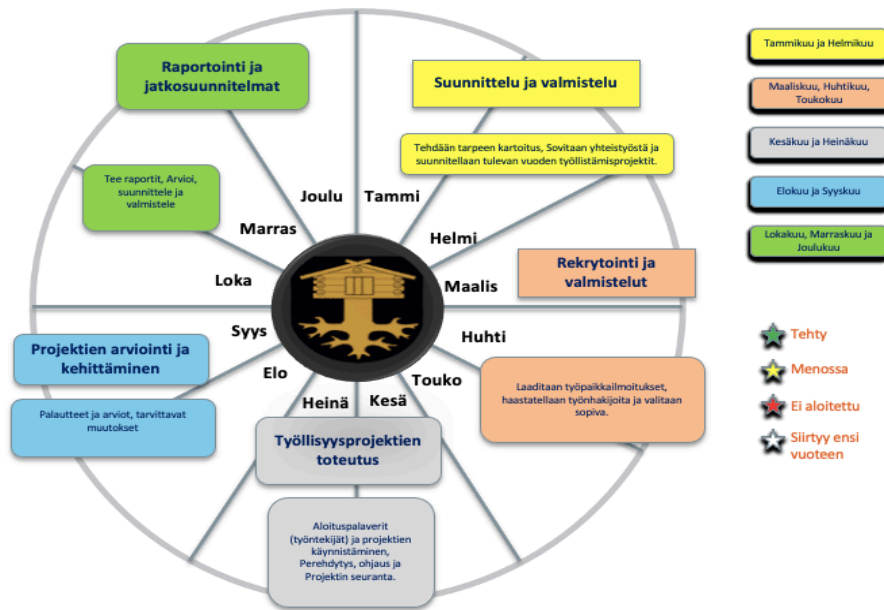 Raportointi ja
jatkosuunnitelmat
Suunnittelu ja valmistelu
Tehdään tarpeen kartoitus, Sovitaan yhteistyöstä ja
suunnitellaan tulevan vuoden työllistämisprojektit.
Tee raportit, Arvioi,
suunnittele ja
valmistele
Joulu
Tammi
Marras
Helmi
Loka
Maalis
Rekrytointi ja
valmistelut
Syys
Huhti
Projektien arviointi ja
kehittäminen
Elo
Touko
Heinä
Kesä
Palautteet ja arviot, tarvittavat
muutokset
Laaditaan työpaikkailmoitukset,
haastatellaan työnhakijoita ja valitaan
sopiva.
Työllisyysprojektien
toteutus
Aloituspalaverit
(työntekijät) ja projektien
käynnistäminen,
Perehdytys, ohjaus ja
Projektin seuranta.
Tammikuu ja Helmikuu
Maaliskuu, Huhtikuu,
Toukokuu
Kesäkuu ja Heinäkuu
Elokuu ja Syyskuu
Lokakuu, Marraskuu ja
Joulukuu
Tehty
Menossa
Ei aloitettu
Siirtyy ensi
vuoteen